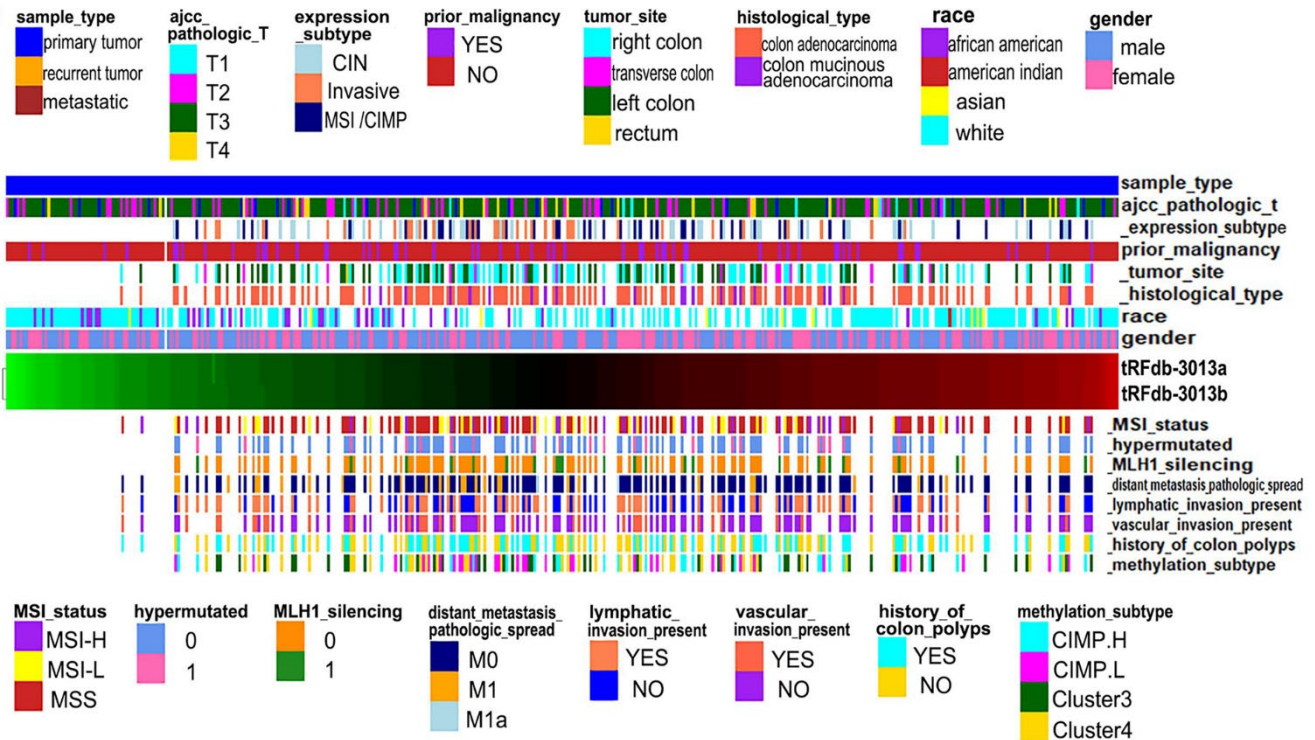 sample_type
primary tumor
recurrent tumor
metastatic
ajcc_
pathologic_T
T1
T2
T3
T4
expression
_subtype
CIN
Invasive
MSI /CIMP
prior_malignancy
YES
NO
tumor_site
right colon
transverse colon
left colon
rectum
histological_type
colon adenocarcinoma
colon mucinous
adenocarcinoma
race
african american
american indian
asian
white
gender
male
female
sample_type
ajcc_pathologic_t
_expression_subtype
prior_malignancy
_tumor_site
_histological_type
race
gender
tRFdb-3013a
tRFdb-3013b
_MSI_status
_hypermutated
_MLH1_silencing
_distant_metastasis_pathologic_spread
_lymphatic_invasion_present
_vascular_invasion_present
_history_of_colon_polyps
_methylation_subtype
MSI_status
MSI-H
MSI-L
MSS
hypermutated
0
1
MLH1_silencing
0
1
distant_metastasis_
pathologic_spread
M0
M1
M1a
lymphatic_
invasion_present
YES
NO
vascular_
invasion_present
YES
NO
history_of_
colon_polyps
YES
NO
methylation_subtype
CIMP.H
CIMP.L
Cluster3
Cluster4